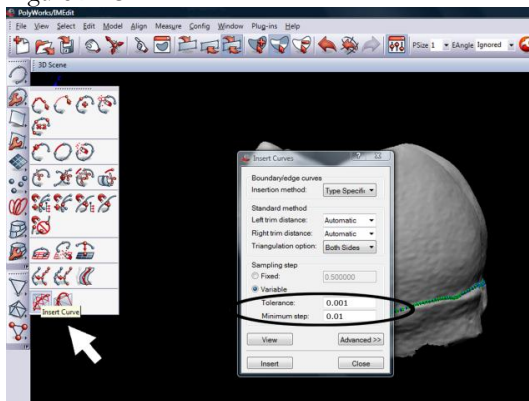 PolyWorks/IMEdit
File View Select Edit Model Align Measure Config Window Plug-ins Help
PSize 1 EAngle Ignored
3D Scene
Insert Curves
Boundary/edge curves
Insertion method: Type Specific
Standard method
Left trim distance: Automatic
Right trim distance: Automatic
Triangulation option: Both Sides
Sampling step
Fixed: 0.500000
Variable
Tolerance: 0.001
Minimum step: 0.01
View Advanced >>
Insert Close
Insert Curve